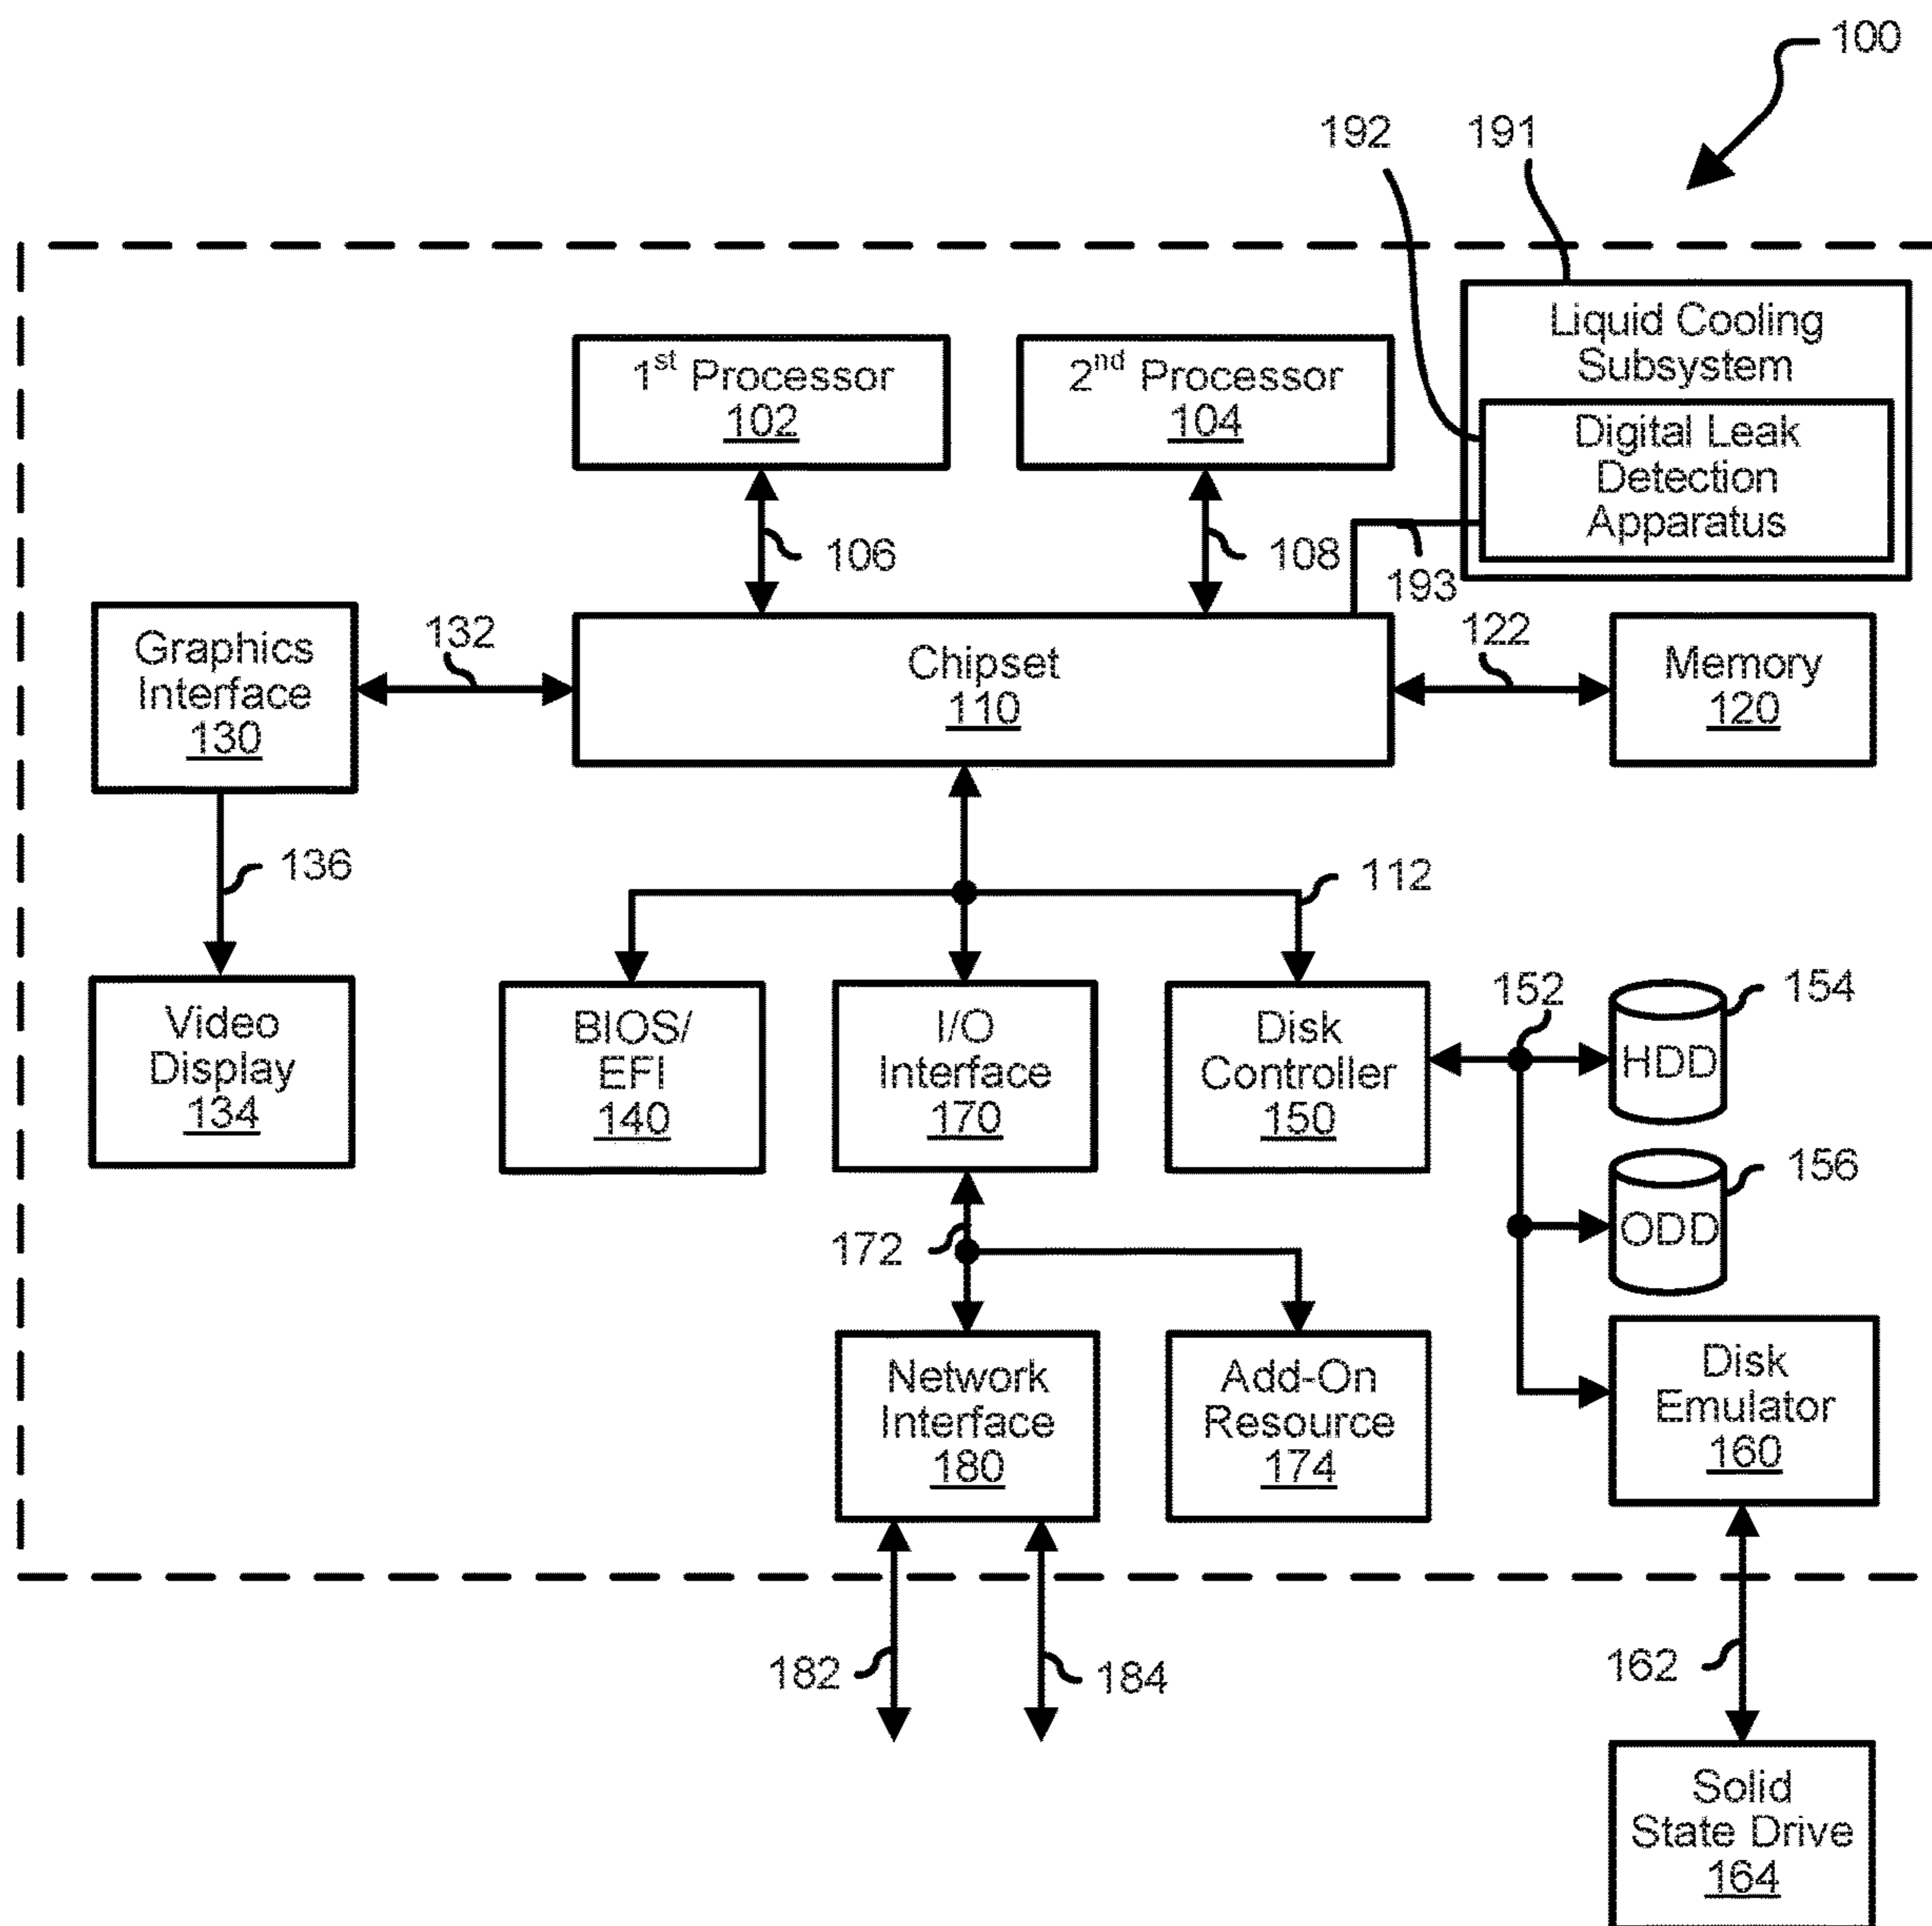 100
192
191
Liquid Cooling
Subsystem
1st Processor
102
2nd Processor
104
Digital Leak
Detection
Apparatus
106
108
193
Graphics
Interface
130
132
Chipset
110
122
Memory
120
136
112
Video
Display
134
BIOS/
EFI
140
I/O
Interface
170
Disk
Controller
150
152
154
HDD
156
ODD
172
Network
Interface
180
Add-On
Resource
174
Disk
Emulator
160
182
184
162
Solid
State Drive
164